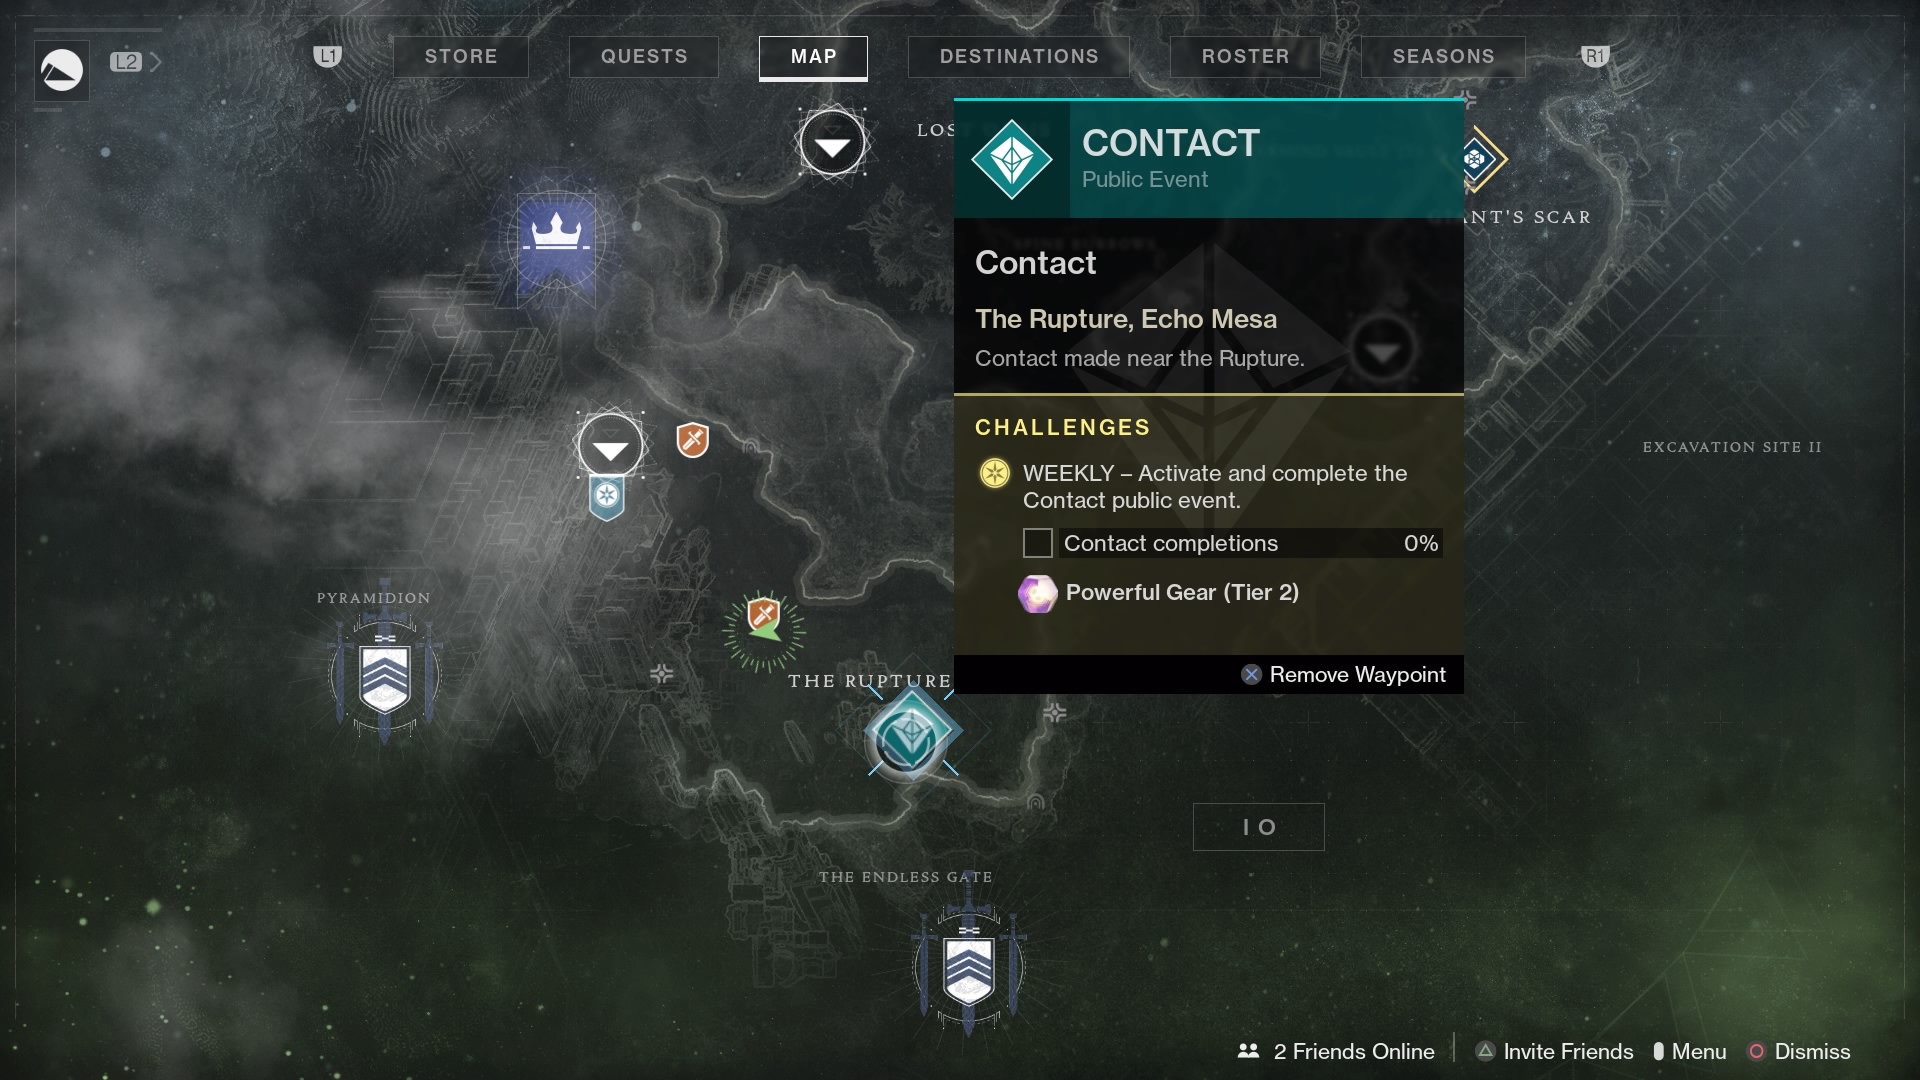 L2
L1
STORE
QUESTS
MAP
DESTINATIONS
ROSTER
SEASONS
R1
LOS
CONTACT
Public Event
Contact
The Rupture, Echo Mesa
Contact made near the Rupture.
CHALLENGES
WEEKLY – Activate and complete the
Contact public event.
Contact completions 0%
Powerful Gear (Tier 2)
Remove Waypoint
ANT'S SCAR
EXCAVATION SITE II
PYRAMIDION
THE RUPTURE
IO
THE ENDLESS GATE
2 Friends Online
Invite Friends
Menu
Dismiss